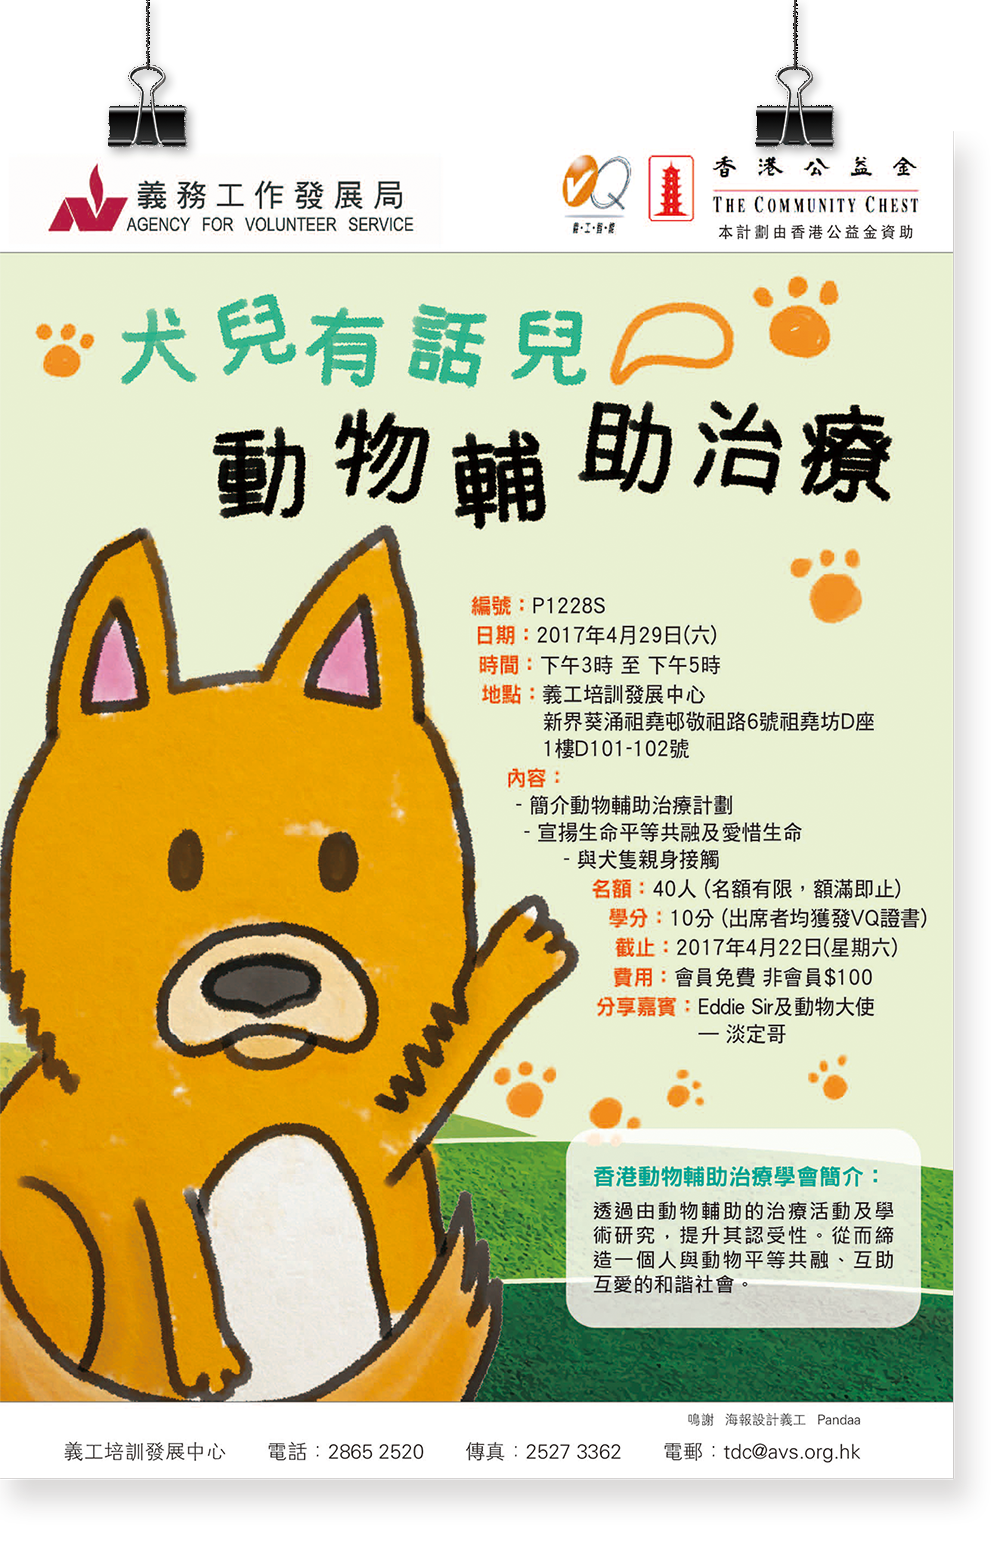 義務工作發展局
AGENCY FOR VOLUNTEER SERVICE
VQ
義・工・智・能
香港公益金
THE COMMUNITY CHEST
本計劃由香港公益金資助
犬兒有話兒
動物輔助治療
編號：P1228S
日期：2017年4月29日(六)
時間：下午3時 至 下午5時
地點：義工培訓發展中心
新界葵涌祖堯邨敬祖路6號祖堯坊D座
1樓D101-102號
內容：
- 簡介動物輔助治療計劃
- 宣揚生命平等共融及愛惜生命
- 與犬隻親身接觸
名額：40人 (名額有限，額滿即止)
學分：10分 (出席者均獲發VQ證書)
截止：2017年4月22日(星期六)
費用：會員免費 非會員$100
分享嘉賓：Eddie Sir及動物大使
— 淡定哥
香港動物輔助治療學會簡介：
透過由動物輔助的治療活動及學
術研究，提升其認受性。從而締
造一個人與動物平等共融、互助
互愛的和諧社會。
鳴謝 海報設計義工 Pandaa
義工培訓發展中心 電話：2865 2520 傳真：2527 3362 電郵：tdc@avs.org.hk